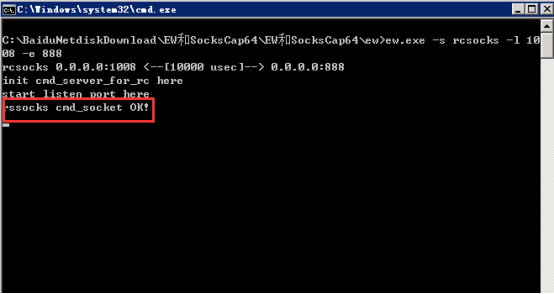 C:\Windows\system32\cmd.exe
C:\BaiduNetdiskDownload\EW和SocksCap64\EW和SocksCap64\ew>ew.exe -s rcsocks -l 10
08 -e 888
rcsocks 0.0.0.0:1008 <--[10000 usec]--> 0.0.0.0:888
init cmd_server_for_rc here
start listen port here
rssocks cmd_socket OK!